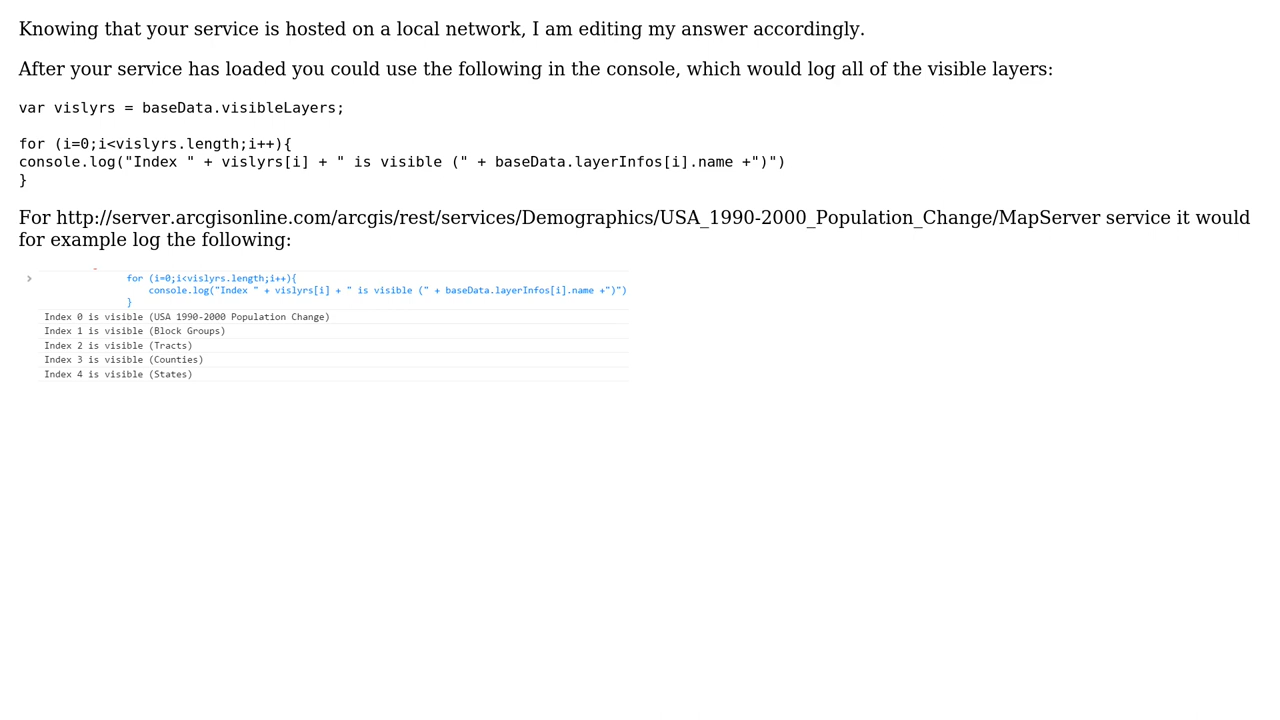 Knowing that your service is hosted on a local network, I am editing my answer accordingly.
After your service has loaded you could use the following in the console, which would log all of the visible layers:
var vislyrs = baseData.visibleLayers;
for (i=0;i<vislyrs.length;i++){
console.log("Index " + vislyrs[i] + " is visible (" + baseData.layerInfos[i].name +")")
}
For http://server.arcgisonline.com/arcgis/rest/services/Demographics/USA_1990-2000_Population_Change/MapServer service it would
for example log the following:
for (i=0;i<vislyrs.length;i++){
console.log("Index " + vislyrs[i] + " is visible (" + baseData.layerInfos[i].name +")")
}
Index 0 is visible (USA 1990-2000 Population Change)
Index 1 is visible (Block Groups)
Index 2 is visible (Tracts)
Index 3 is visible (Counties)
Index 4 is visible (States)